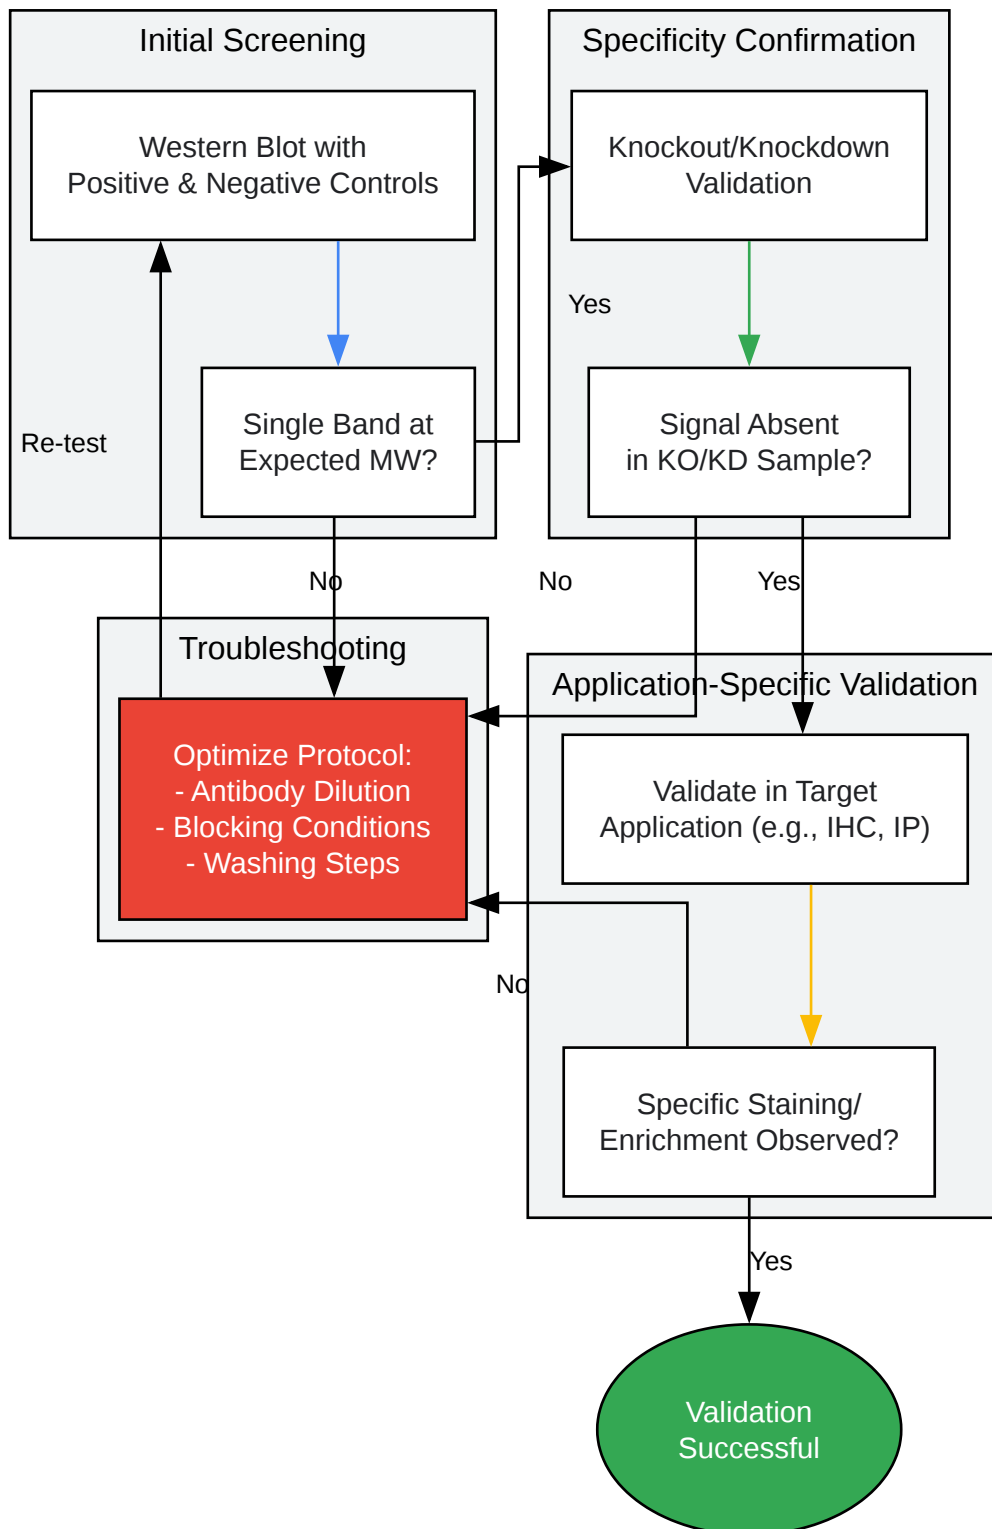 Initial Screening
Western Blot with
Positive & Negative Controls
Single Band at
Expected MW?
Re-test
Specificity Confirmation
Knockout/Knockdown
Validation
Yes
Signal Absent
in KO/KD Sample?
No
No
Yes
Troubleshooting
Optimize Protocol:
- Antibody Dilution
- Blocking Conditions
- Washing Steps
Application-Specific Validation
Validate in Target
Application (e.g., IHC, IP)
No
Specific Staining/
Enrichment Observed?
Yes
Validation
Successful